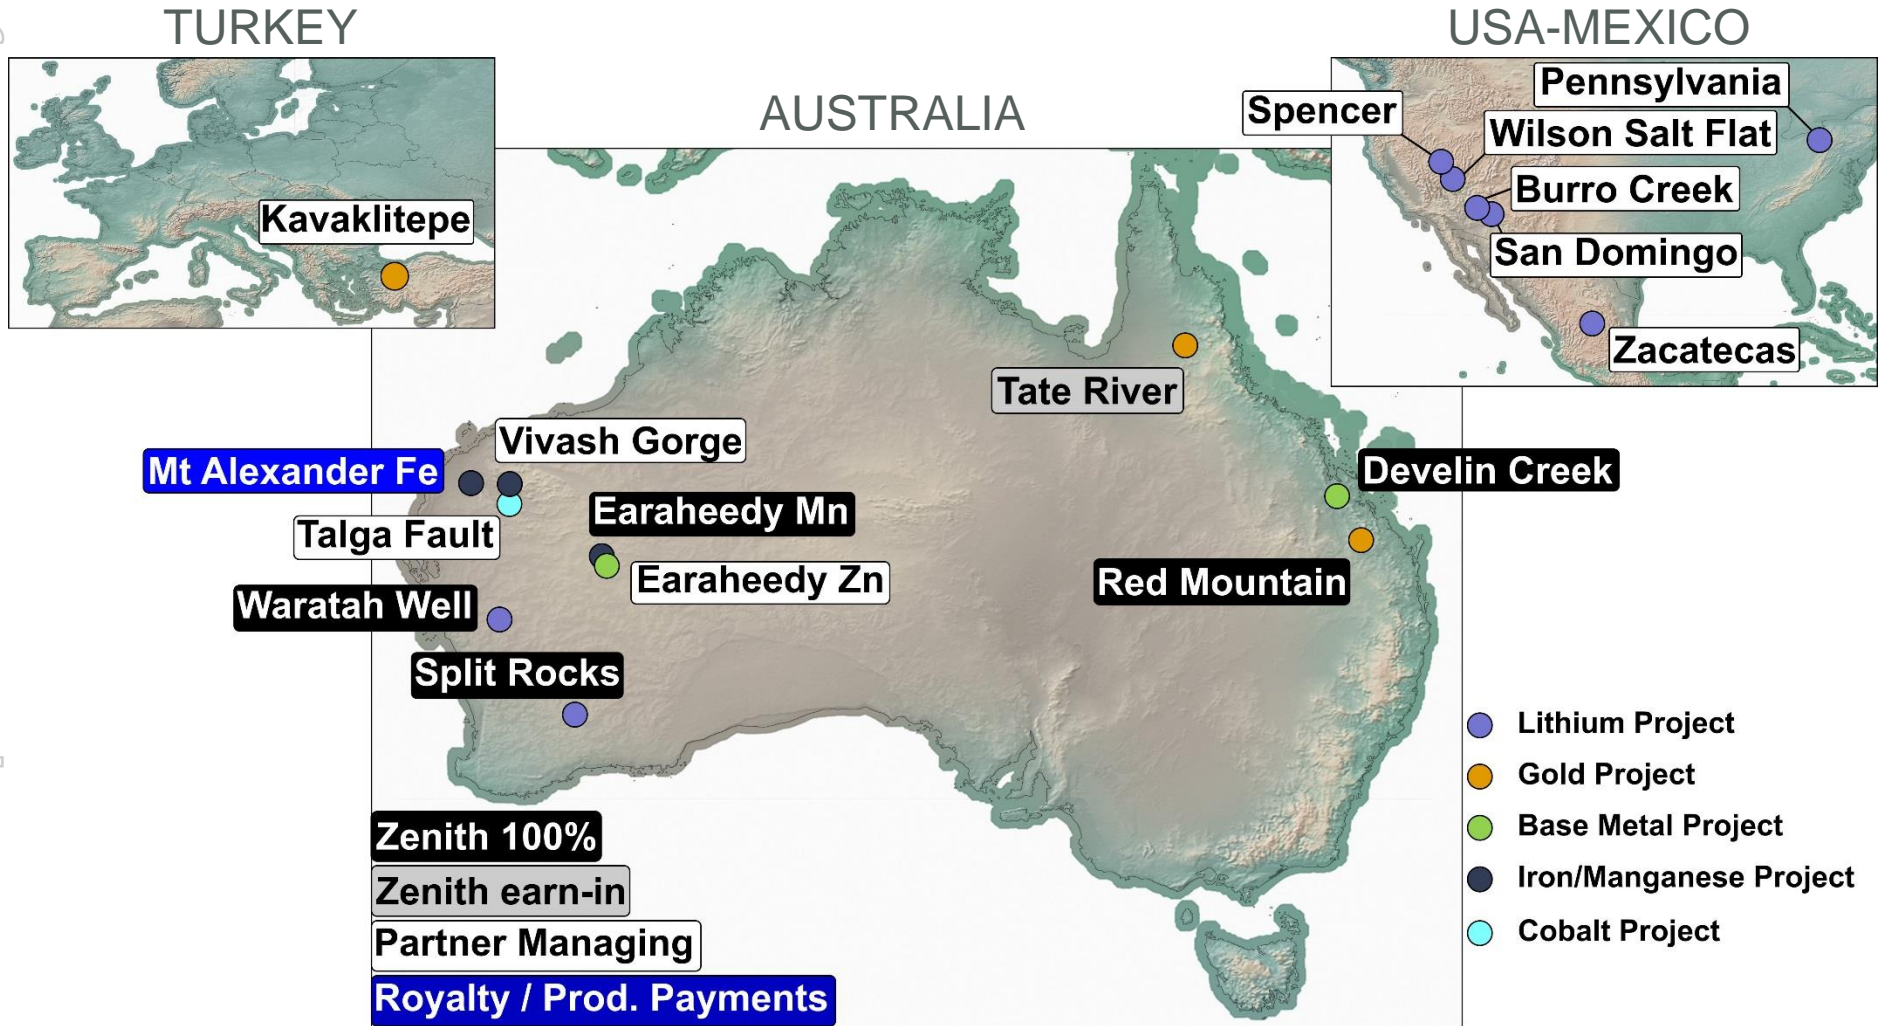 TURKEY
USA-MEXICO
AUSTRALIA
Kavaklitepe
Pennsylvania
Spencer
Wilson Salt Flat
Burro Creek
San Domingo
Zacatecas
Tate River
Vivash Gorge
Mt Alexander Fe
Develin Creek
Talga Fault
Earaheedy Mn
Earaheedy Zn
Red Mountain
Waratah Well
Split Rocks
Lithium Project
Gold Project
Base Metal Project
Iron/Manganese Project
Cobalt Project
Zenith 100%
Zenith earn-in
Partner Managing
Royalty / Prod. Payments